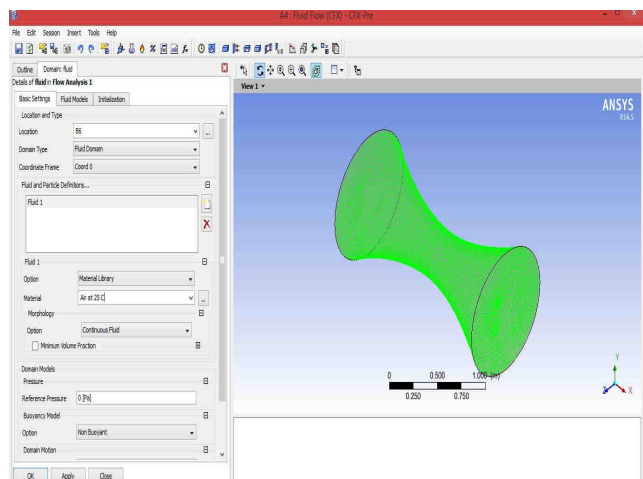 A4 : Fluid Flow (CFX) - CFX-Pre
File Edit Session Insert Tools Help
Outline Domain: fluid
Details of fluid in Flow Analysis 1
Basic Settings Fluid Models Initialization
Location and Type
Location B6
Domain Type Fluid Domain
Coordinate Frame Coord 0
Fluid and Particle Definitions...
Fluid 1
Fluid 1
Option Material Library
Material Air at 25 C
Morphology
Option Continuous Fluid
Minimum Volume Fraction
Domain Models
Pressure
Reference Pressure 0 [Pa]
Buoyancy Model
Option Non Buoyant
Domain Motion
OK Apply Close
View 1
ANSYS
R14.5
0 0.500 1.000 (m)
0.250 0.750
Y
Z X